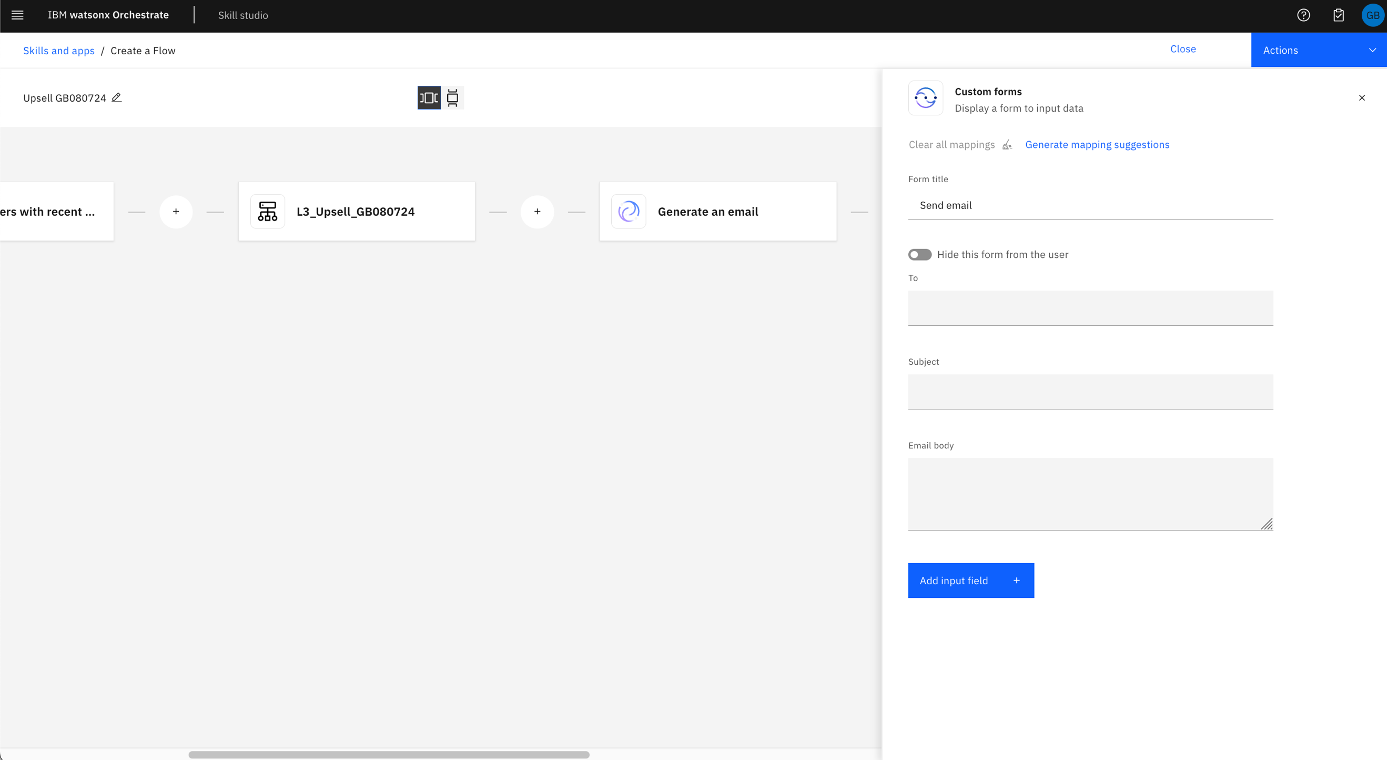 IBM watsonx Orchestrate
Skill studio
GB
Skills and apps / Create a Flow
Close
Actions
Upsell GB080724
ers with recent ...
L3_Upsell_GB080724
Generate an email
Custom forms
Display a form to input data
Clear all mappings
Generate mapping suggestions
Form title
Send email
Hide this form from the user
To
Subject
Email body
Add input field +